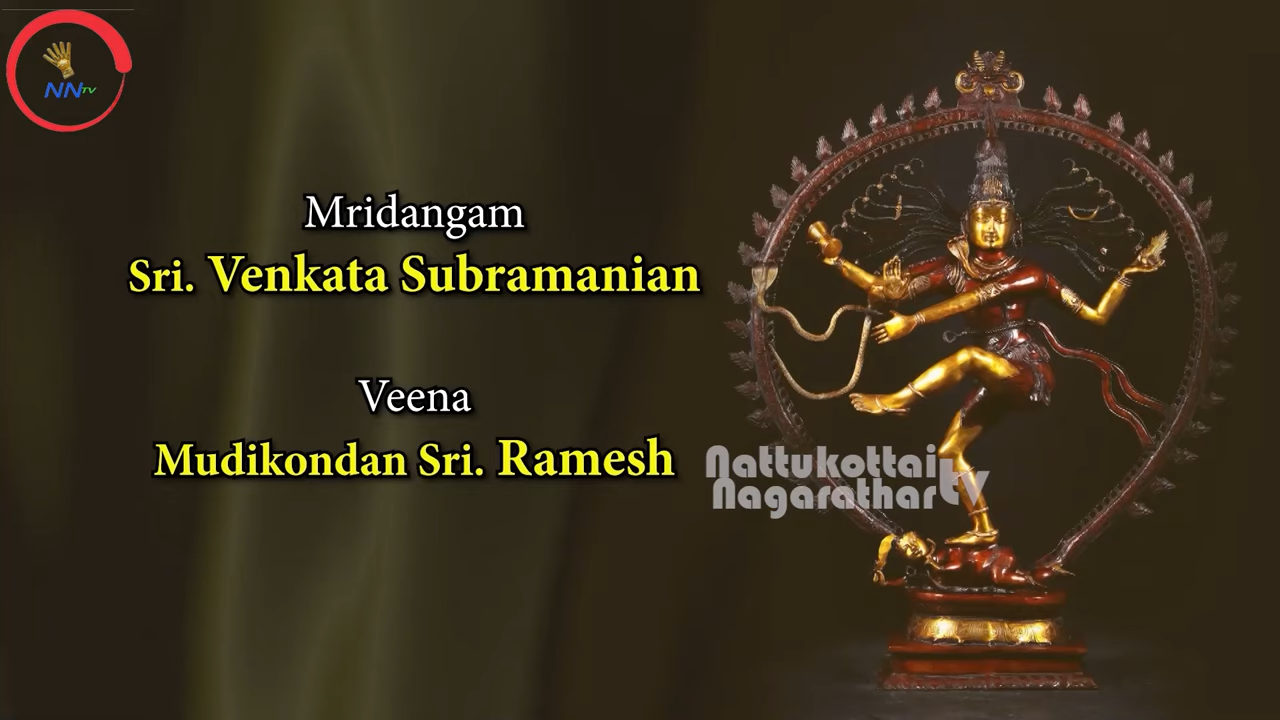 NNTV
Mridangam
Sri. Venkata Subramanian
Veena
Mudikondan Sri. Ramesh
Nattukottai
Nagarathar tv